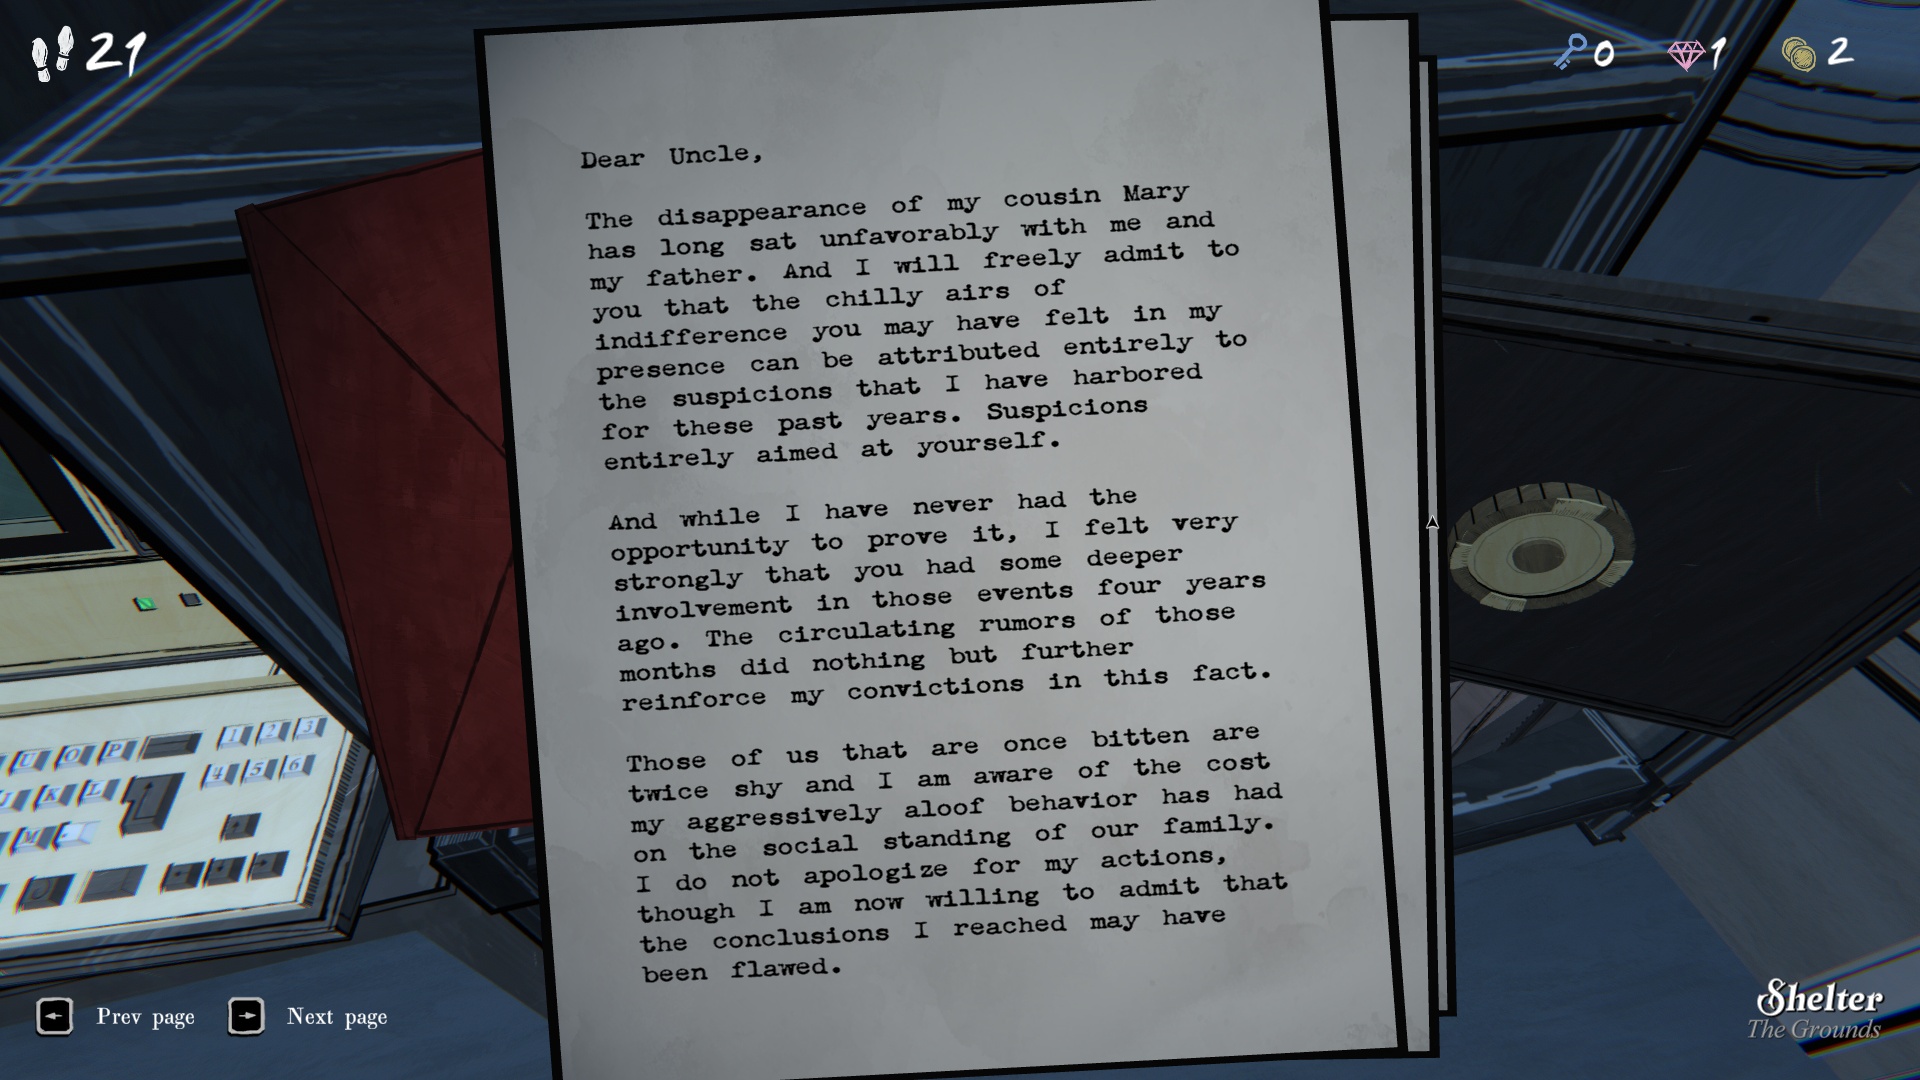 21
0
1
2
Dear Uncle,
The disappearance of my cousin Mary
has long sat unfavorably with me and
my father. And I will freely admit to
you that the chilly airs of
indifference you may have felt in my
presence can be attributed entirely to
the suspicions that I have harbored
for these past years. Suspicions
entirely aimed at yourself.
And while I have never had the
opportunity to prove it, I felt very
strongly that you had some deeper
involvement in those events four years
ago. The circulating rumors of those
months did nothing but further
reinforce my convictions in this fact.
Those of us that are once bitten are
twice shy and I am aware of the cost
my aggressively aloof behavior has had
on the social standing of our family.
I do not apologize for my actions,
though I am now willing to admit that
the conclusions I reached may have
been flawed.
U O P 1 2 3
J K L 4 5 6
M
Prev page Next page
Shelter
The Grounds